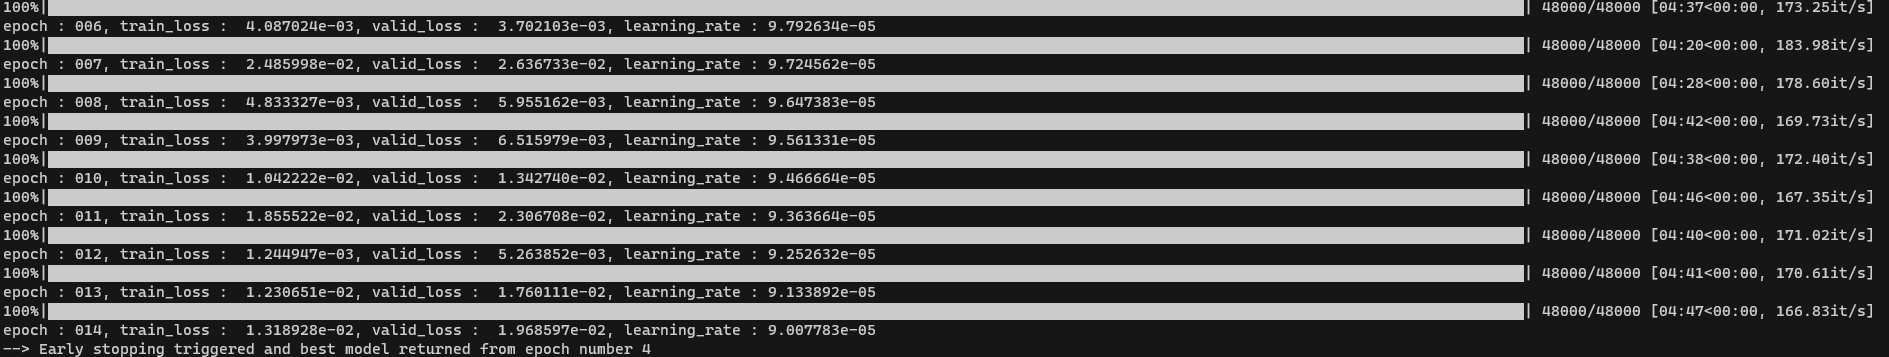 100%| | 48000/48000 [04:37<00:00, 173.25it/s]
epoch : 006, train_loss :  4.087024e-03, valid_loss :  3.702103e-03, learning_rate : 9.792634e-05
100%| | 48000/48000 [04:20<00:00, 183.98it/s]
epoch : 007, train_loss :  2.485998e-02, valid_loss :  2.636733e-02, learning_rate : 9.724562e-05
100%| | 48000/48000 [04:28<00:00, 178.60it/s]
epoch : 008, train_loss :  4.833327e-03, valid_loss :  5.955162e-03, learning_rate : 9.647383e-05
100%| | 48000/48000 [04:42<00:00, 169.73it/s]
epoch : 009, train_loss :  3.997973e-03, valid_loss :  6.515979e-03, learning_rate : 9.561331e-05
100%| | 48000/48000 [04:38<00:00, 172.40it/s]
epoch : 010, train_loss :  1.042222e-02, valid_loss :  1.342740e-02, learning_rate : 9.466664e-05
100%| | 48000/48000 [04:46<00:00, 167.35it/s]
epoch : 011, train_loss :  1.855522e-02, valid_loss :  2.306708e-02, learning_rate : 9.363664e-05
100%| | 48000/48000 [04:40<00:00, 171.02it/s]
epoch : 012, train_loss :  1.244947e-03, valid_loss :  5.263852e-03, learning_rate : 9.252632e-05
100%| | 48000/48000 [04:41<00:00, 170.61it/s]
epoch : 013, train_loss :  1.230651e-02, valid_loss :  1.760111e-02, learning_rate : 9.133892e-05
100%| | 48000/48000 [04:47<00:00, 166.83it/s]
epoch : 014, train_loss :  1.318928e-02, valid_loss :  1.968597e-02, learning_rate : 9.007783e-05
--> Early stopping triggered and best model returned from epoch number 4